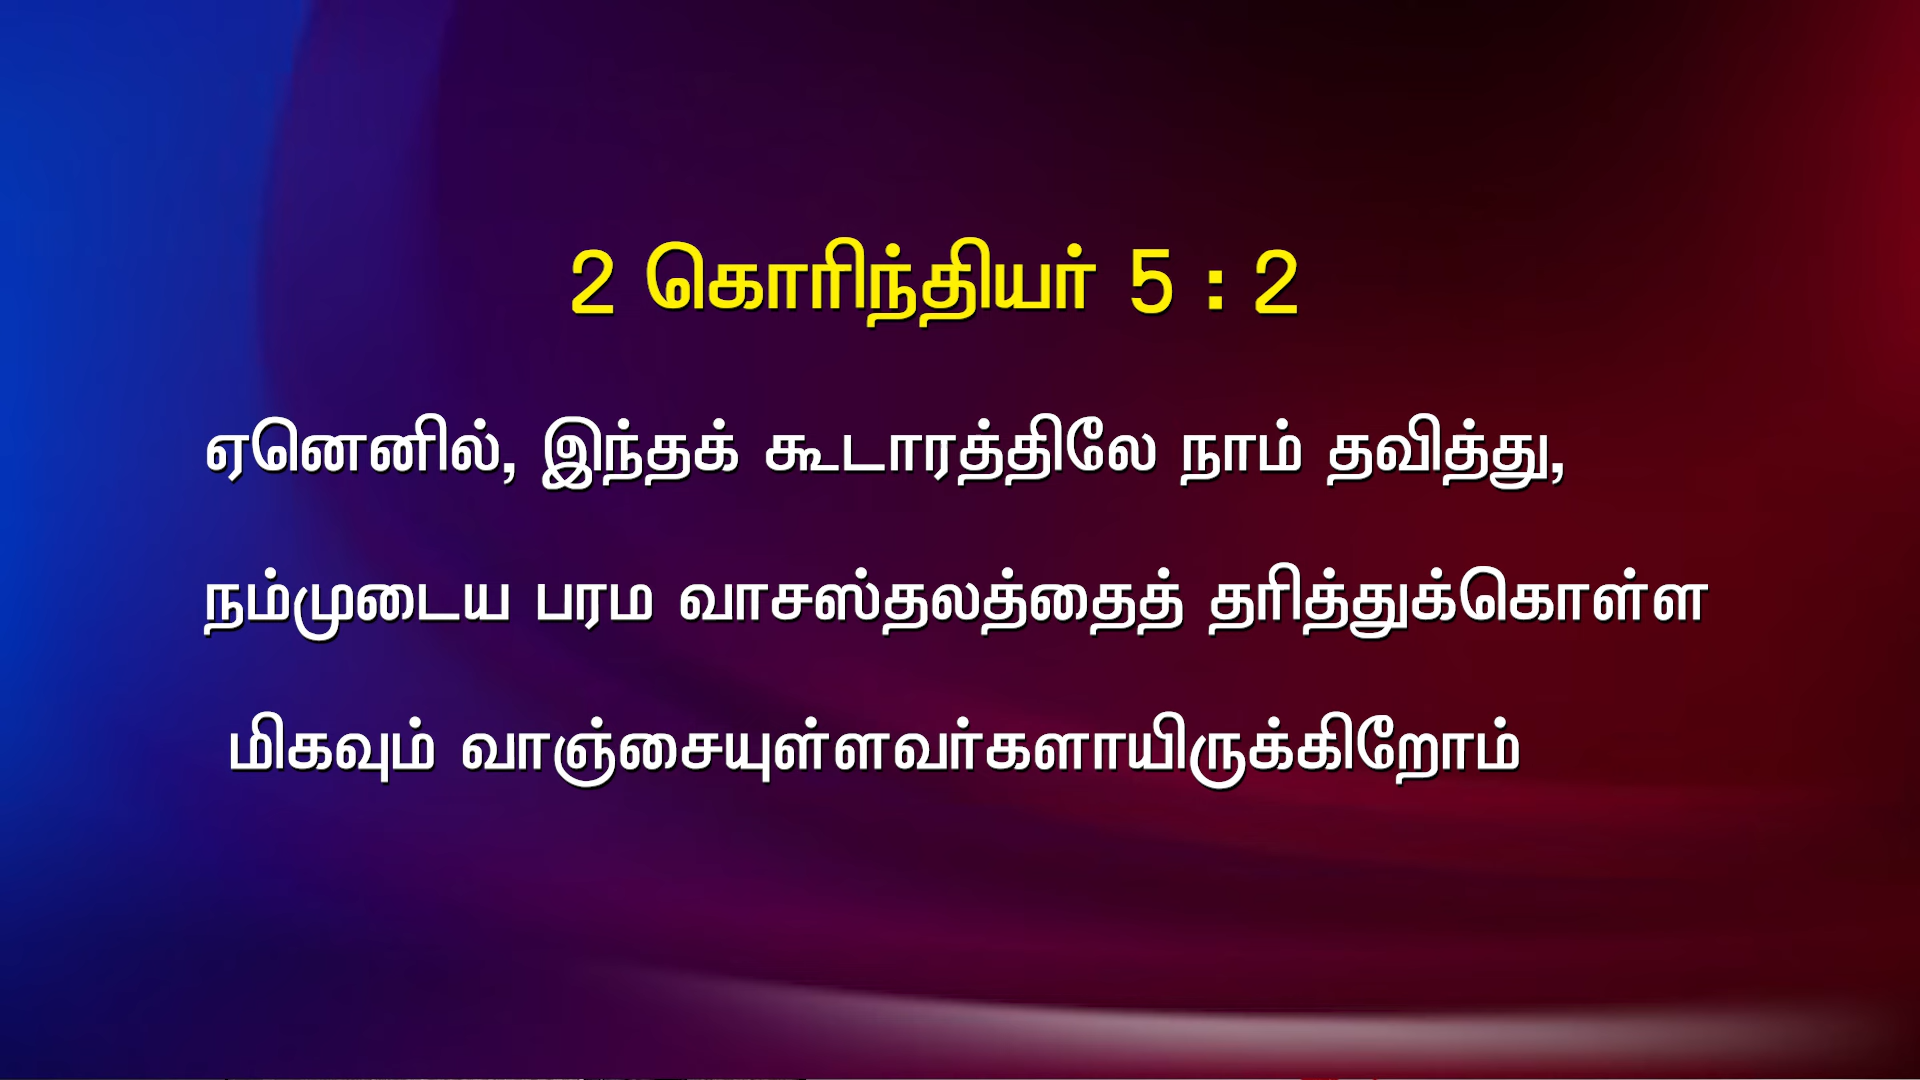 2 கொரிந்தியர் 5 : 2
ஏனெனில், இந்தக் கூடாரத்திலே நாம் தவித்து,
நம்முடைய பரம வாசஸ்தலத்தைத் தரித்துக்கொள்ள
மிகவும் வாஞ்சையுள்ளவர்களாயிருக்கிறோம்